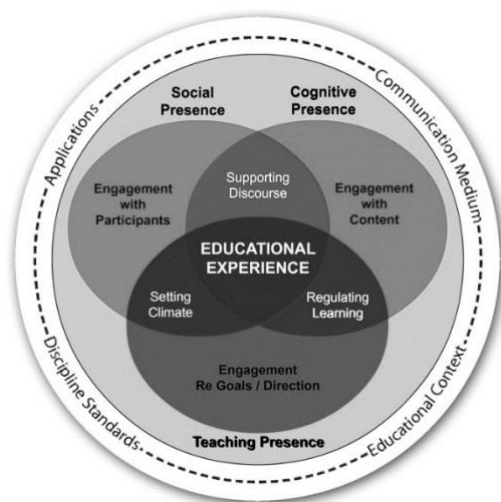 Social
Presence
Cognitive
Presence
Applications
Communication Medium
Engagement
with
Participants
Supporting
Discourse
Engagement
with
Content
EDUCATIONAL
EXPERIENCE
Setting
Climate
Regulating
Learning
Engagement
Re Goals / Direction
Discipline Standards
Educational Context
Teaching Presence